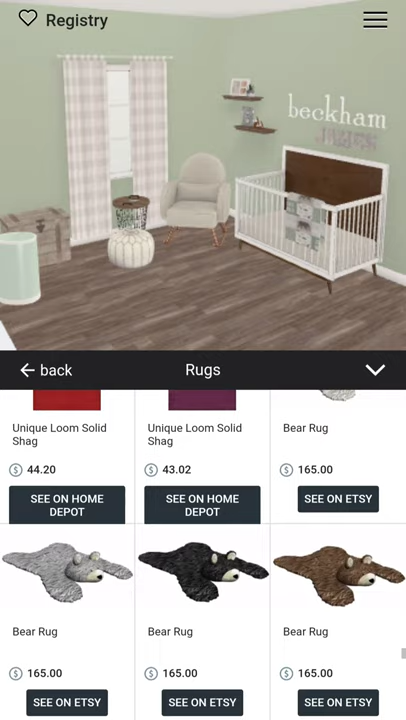 Registry
beckham
JAMES
back
Rugs
Unique Loom Solid Shag
Unique Loom Solid Shag
Bear Rug
$ 44.20
$ 43.02
$ 165.00
SEE ON HOME DEPOT
SEE ON HOME DEPOT
SEE ON ETSY
Bear Rug
Bear Rug
Bear Rug
$ 165.00
$ 165.00
$ 165.00
SEE ON ETSY
SEE ON ETSY
SEE ON ETSY